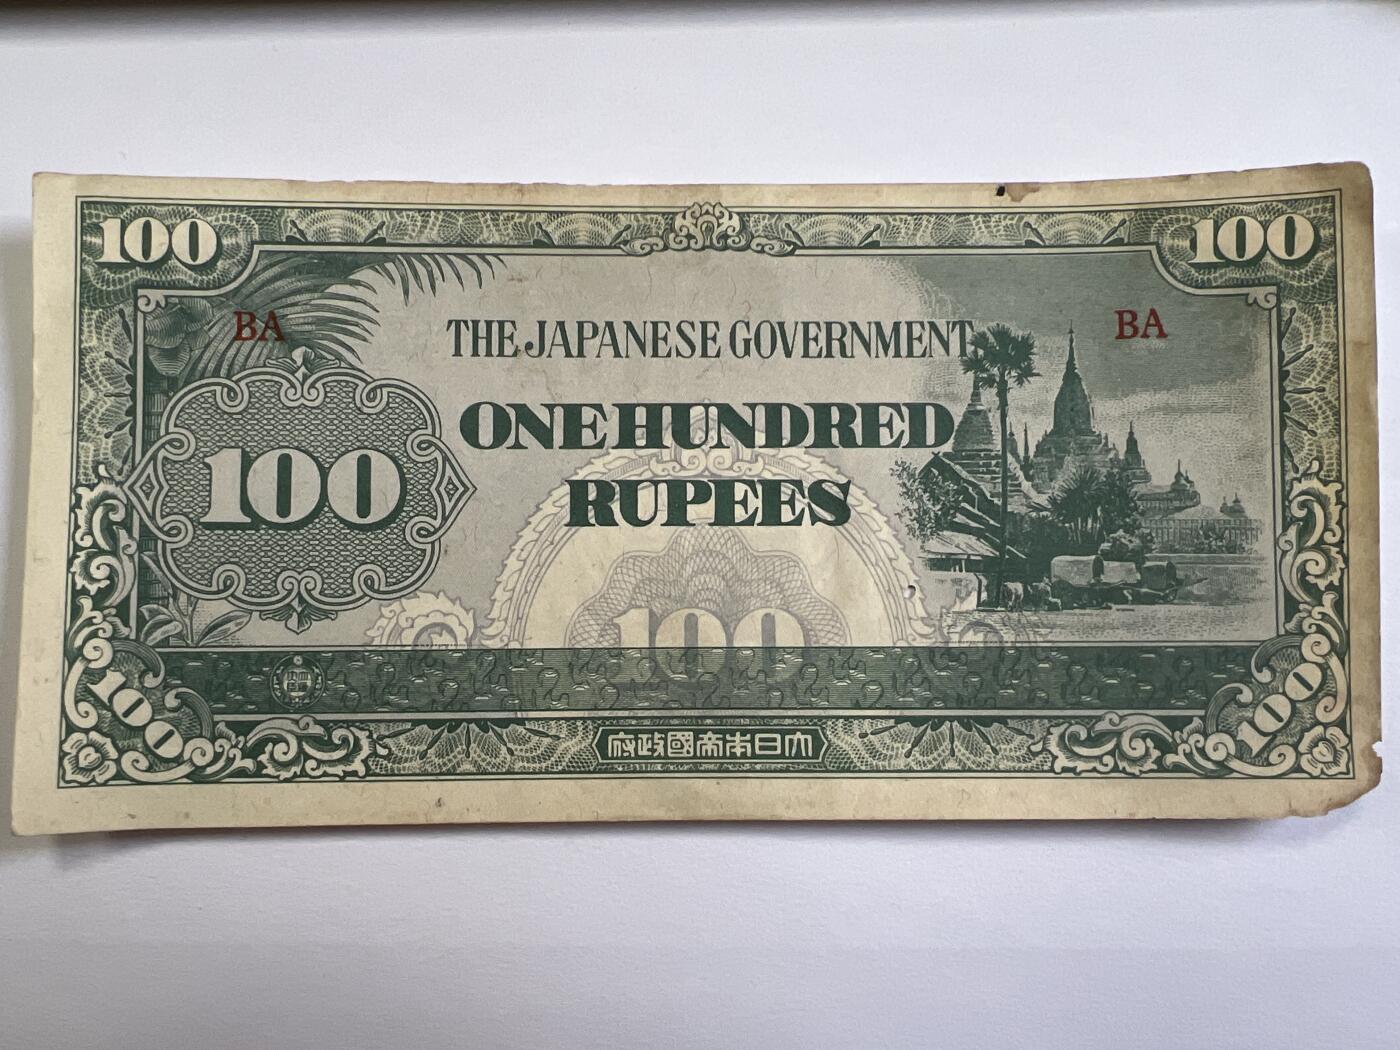 100 100
BA BA
THE JAPANESE GOVERNMENT
ONE HUNDRED
100
RUPEES
100
府政國帝本日大
100 100